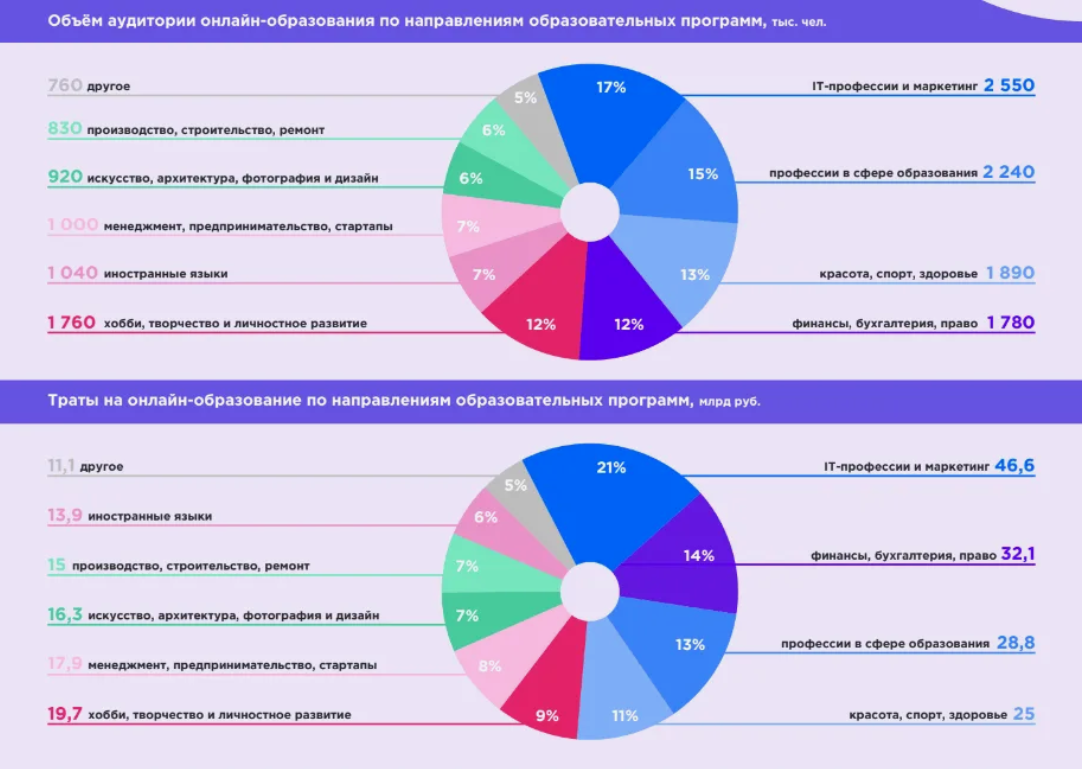 Объём аудитории онлайн-образования по направлениям образовательных программ, тыс. чел.
760 другое
830 производство, строительство, ремонт
920 искусство, архитектура, фотография и дизайн
1 000 менеджмент, предпринимательство, стартапы
1 040 иностранные языки
1 760 хобби, творчество и личностное развитие
5%
6%
6%
7%
7%
12%
17%
15%
13%
12%
IT-профессии и маркетинг 2 550
профессии в сфере образования 2 240
красота, спорт, здоровье 1 890
финансы, бухгалтерия, право 1 780
Траты на онлайн-образование по направлениям образовательных программ, млрд руб.
11,1 другое
13,9 иностранные языки
15 производство, строительство, ремонт
16,3 искусство, архитектура, фотография и дизайн
17,9 менеджмент, предпринимательство, стартапы
19,7 хобби, творчество и личностное развитие
5%
6%
7%
7%
8%
9%
21%
14%
13%
11%
IT-профессии и маркетинг 46,6
финансы, бухгалтерия, право 32,1
профессии в сфере образования 28,8
красота, спорт, здоровье 25